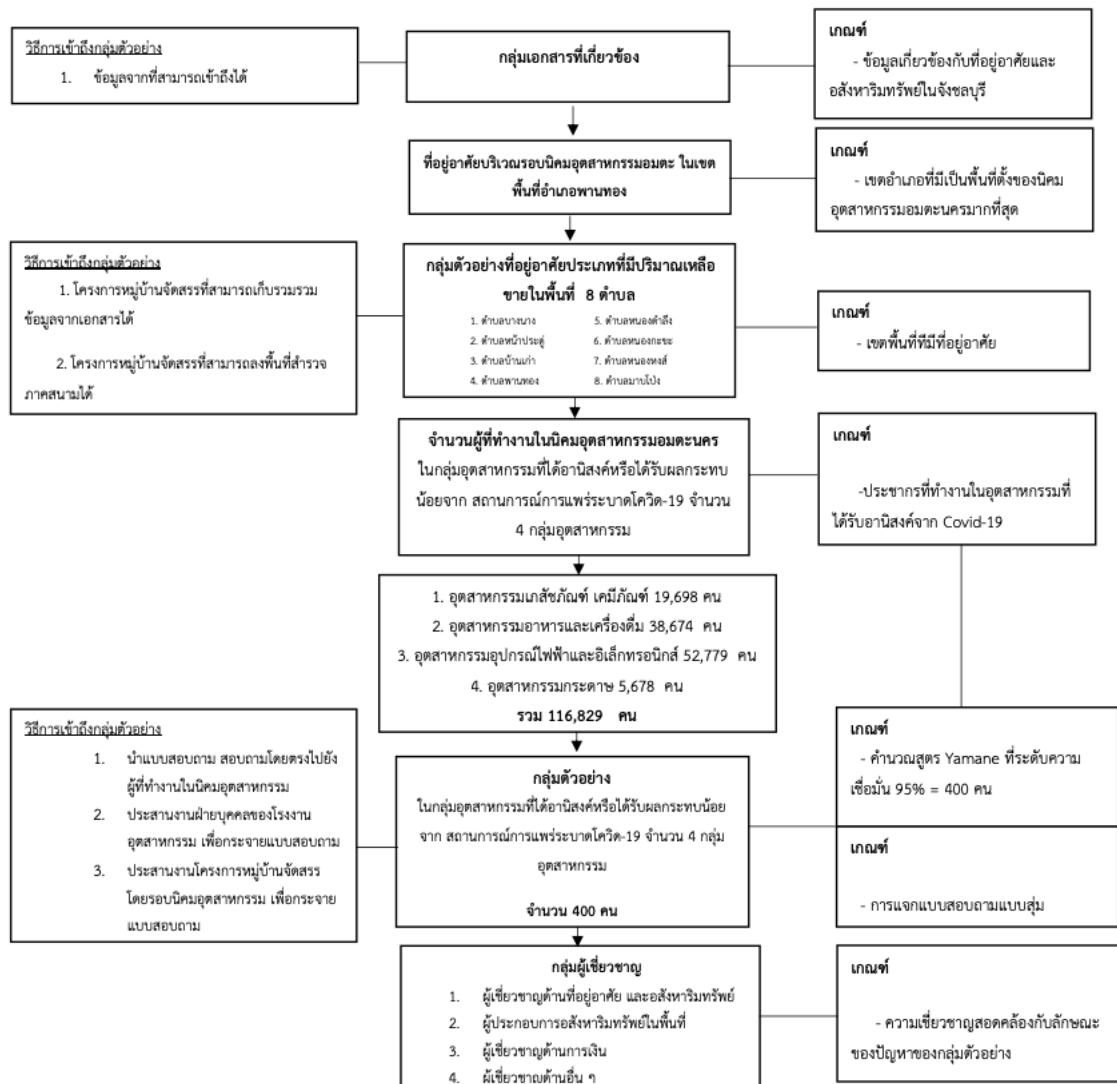 วิธีการเข้าถึงกลุ่มตัวอย่าง
1. ข้อมูลจากที่สามารถเข้าถึงได้
กลุ่มเอกสารที่เกี่ยวข้อง
เกณฑ์
- ข้อมูลเกี่ยวข้องกับที่อยู่อาศัยและ
อสังหาริมทรัพย์ในจังชลบุรี
ที่อยู่อาศัยบริเวณรอบนิคมอุตสาหกรรมอมตะ ในเขต
พื้นที่อำเภอพานทอง
เกณฑ์
- เขตอำเภอที่มีเป็นพื้นที่ตั้งของนิคม
อุตสาหกรรมอมตะนครมากที่สุด
วิธีการเข้าถึงกลุ่มตัวอย่าง
1. โครงการหมู่บ้านจัดสรรที่สามารถเก็บรวมรวม
ข้อมูลจากเอกสารได้
2. โครงการหมู่บ้านจัดสรรที่สามารถลงพื้นที่สำรวจ
ภาคสนามได้
กลุ่มตัวอย่างที่อยู่อาศัยประเภทที่มีปริมาณเหลือ
ขายในพื้นที่ 8 ตำบล
1. ตำบลบางนาง
2. ตำบลหน้าประดู่
3. ตำบลบ้านเก่า
4. ตำบลพานทอง
5. ตำบลหนองตำลึง
6. ตำบลหนองกะขะ
7. ตำบลหนองหงส์
8. ตำบลมาบโป่ง
เกณฑ์
- เขตพื้นที่ทีมีที่อยู่อาศัย
จำนวนผู้ที่ทำงานในนิคมอุตสาหกรรมอมตะนคร
ในกลุ่มอุตสาหกรรมที่ได้อานิสงค์หรือได้รับผลกระทบ
น้อยจาก สถานการณ์การแพร่ระบาดโควิด-19 จำนวน
4 กลุ่มอุตสาหกรรม
เกณฑ์
-ประชากรที่ทำงานในอุตสาหกรรมที่
ได้รับอานิสงค์จาก Covid-19
1. อุตสาหกรรมเภสัชภัณฑ์ เคมีภัณฑ์ 19,698 คน
2. อุตสาหกรรมอาหารและเครื่องดื่ม 38,674 คน
3. อุตสาหกรรมอุปกรณ์ไฟฟ้าและอิเล็กทรอนิกส์ 52,779 คน
4. อุตสาหกรรมกระดาษ 5,678 คน
รวม 116,829 คน
วิธีการเข้าถึงกลุ่มตัวอย่าง
1. นำแบบสอบถาม สอบถามโดยตรงไปยัง
ผู้ที่ทำงานในนิคมอุตสาหกรรม
2. ประสานงานฝ่ายบุคคลของโรงงาน
อุตสาหกรรม เพื่อกระจายแบบสอบถาม
3. ประสานงานโครงการหมู่บ้านจัดสรร
โดยรอบนิคมอุตสาหกรรม เพื่อกระจาย
แบบสอบถาม
กลุ่มตัวอย่าง
ในกลุ่มอุตสาหกรรมที่ได้อานิสงค์หรือได้รับผลกระทบน้อย
จาก สถานการณ์การแพร่ระบาดโควิด-19 จำนวน 4 กลุ่ม
อุตสาหกรรม
จำนวน 400 คน
เกณฑ์
- คำนวณสูตร Yamane ที่ระดับความ
เชื่อมั่น 95% = 400 คน
เกณฑ์
- การแจกแบบสอบถามแบบสุ่ม
กลุ่มผู้เชี่ยวชาญ
1. ผู้เชี่ยวชาญด้านที่อยู่อาศัย และอสังหาริมทรัพย์
2. ผู้ประกอบการอสังหาริมทรัพย์ในพื้นที่
3. ผู้เชี่ยวชาญด้านการเงิน
4. ผู้เชี่ยวชาญด้านอื่น ๆ
เกณฑ์
- ความเชี่ยวชาญสอดคล้องกับลักษณะ
ของปัญหาของกลุ่มตัวอย่าง